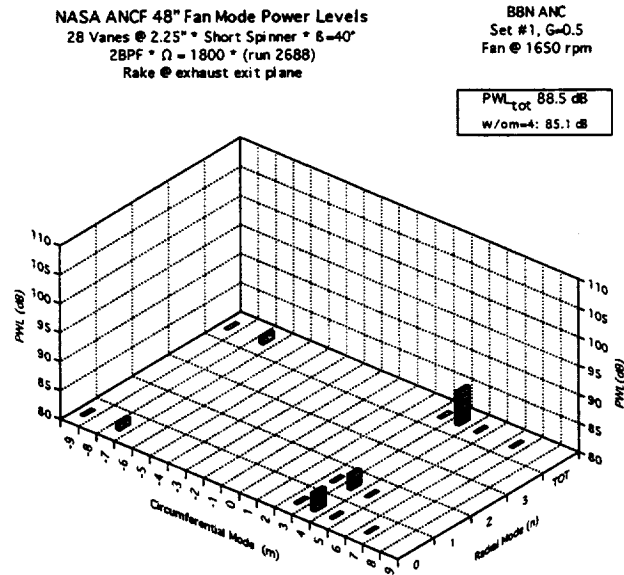 NASA ANCF 48" Fan Mode Power Levels
28 Vanes @ 2.25" * Short Spinner * ß=40°
2BPF * Ω = 1800 * (run 2688)
Rake @ exhaust exit plane
BBN ANC
Set #1, G=0.5
Fan @ 1650 rpm
PWLtot 88.5 dB
w/om=4: 85.1 dB
110
105
100
95
90
85
80
PWL (dB)
110
105
100
95
90
85
80
PWL (dB)
-9
-8
-7
-6
-5
-4
-3
-2
-1
0
1
2
3
4
5
6
7
8
9
Circumferential Mode (m)
0
1
2
3
TOT
Radial Mode (n)